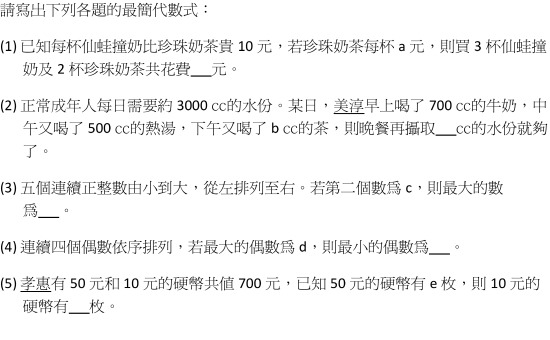 請寫出下列各題的最簡代數式：
(1) 已知每杯仙蛙撞奶比珍珠奶茶貴 10 元，若珍珠奶茶每杯 a 元，則買 3 杯仙蛙撞
奶及 2 杯珍珠奶茶共花費___元。
(2) 正常成年人每日需要約 3000 cc的水份。某日，美淳早上喝了 700 cc的牛奶，中
午又喝了 500 cc的熱湯，下午又喝了 b cc的茶，則晚餐再攝取___cc的水份就夠
了。
(3) 五個連續正整數由小到大，從左排列至右。若第二個數為 c，則最大的數
為___。
(4) 連續四個偶數依序排列，若最大的偶數為 d，則最小的偶數為___。
(5) 孝惠有 50 元和 10 元的硬幣共值 700 元，已知 50 元的硬幣有 e 枚，則 10 元的
硬幣有___枚。